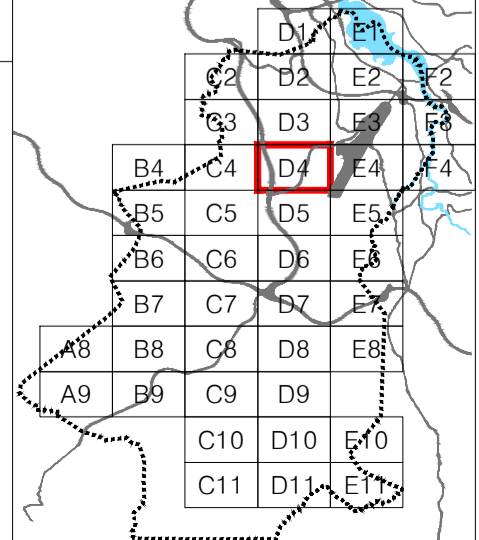 D1 E1
C2 D2 E2 F2
C3 D3 E3 F3
B4 C4 D4 E4 F4
B5 C5 D5 E5
B6 C6 D6 E6
B7 C7 D7 E7
A8 B8 C8 D8 E8
A9 B9 C9 D9
C10 D10 E10
C11 D11 E11